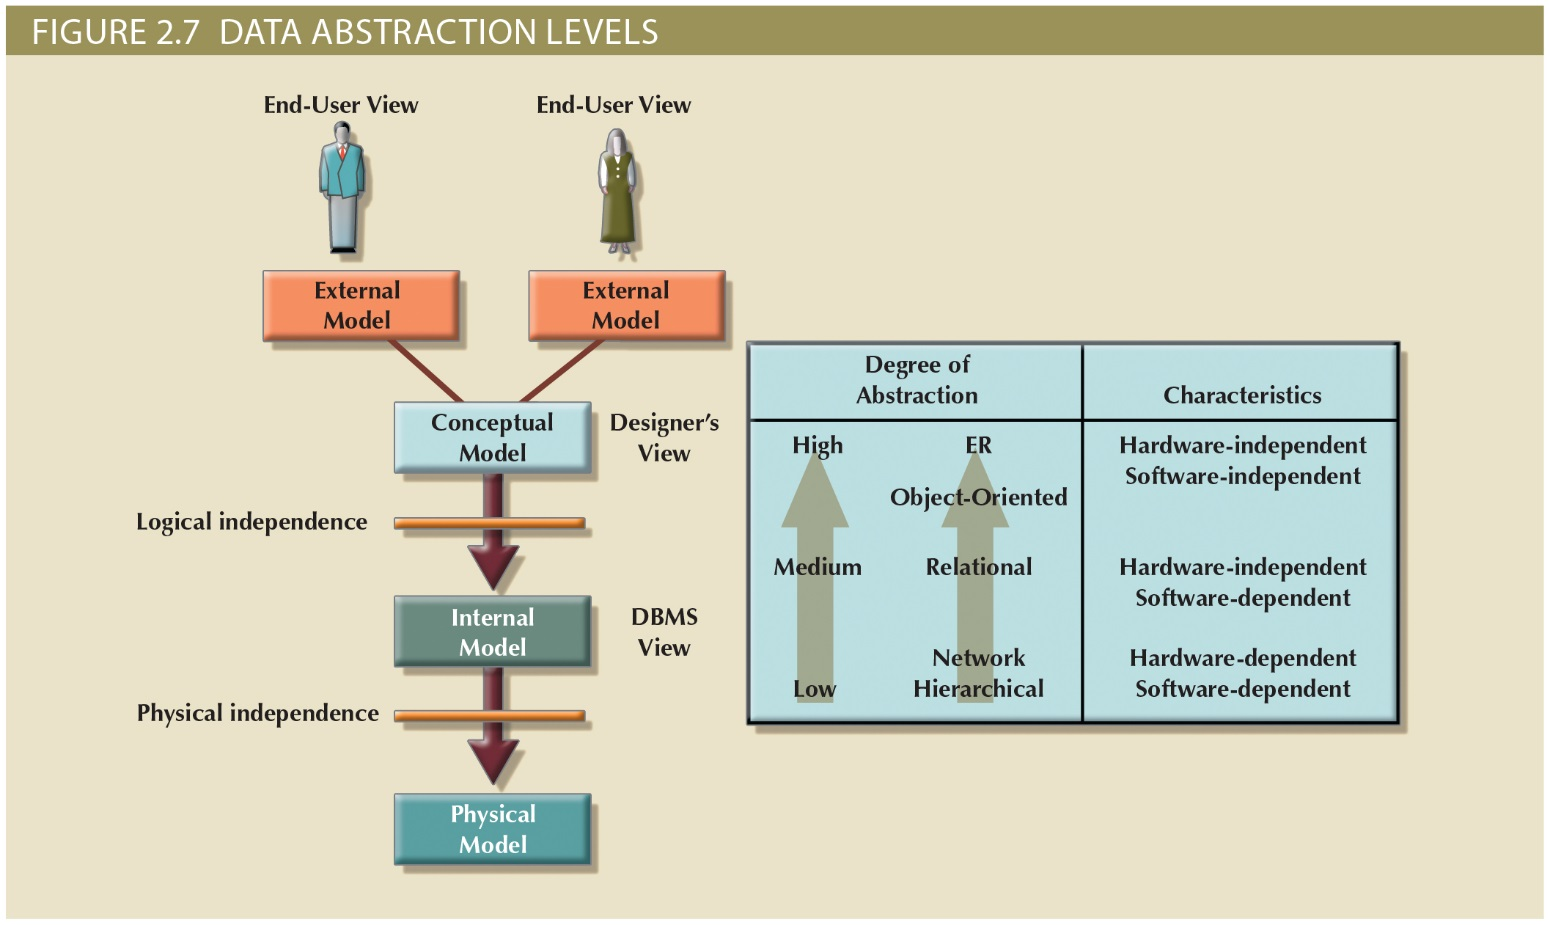 FIGURE 2.7 DATA ABSTRACTION LEVELS
End-User View
End-User View
External
Model
External
Model
Conceptual
Model
Designer's
View
Logical independence
Internal
Model
DBMS
View
Physical independence
Physical
Model
Degree of
Abstraction
Characteristics
High
ER
Hardware-independent
Software-independent
Object-Oriented
Medium
Relational
Hardware-independent
Software-dependent
Low
Network
Hierarchical
Hardware-dependent
Software-dependent